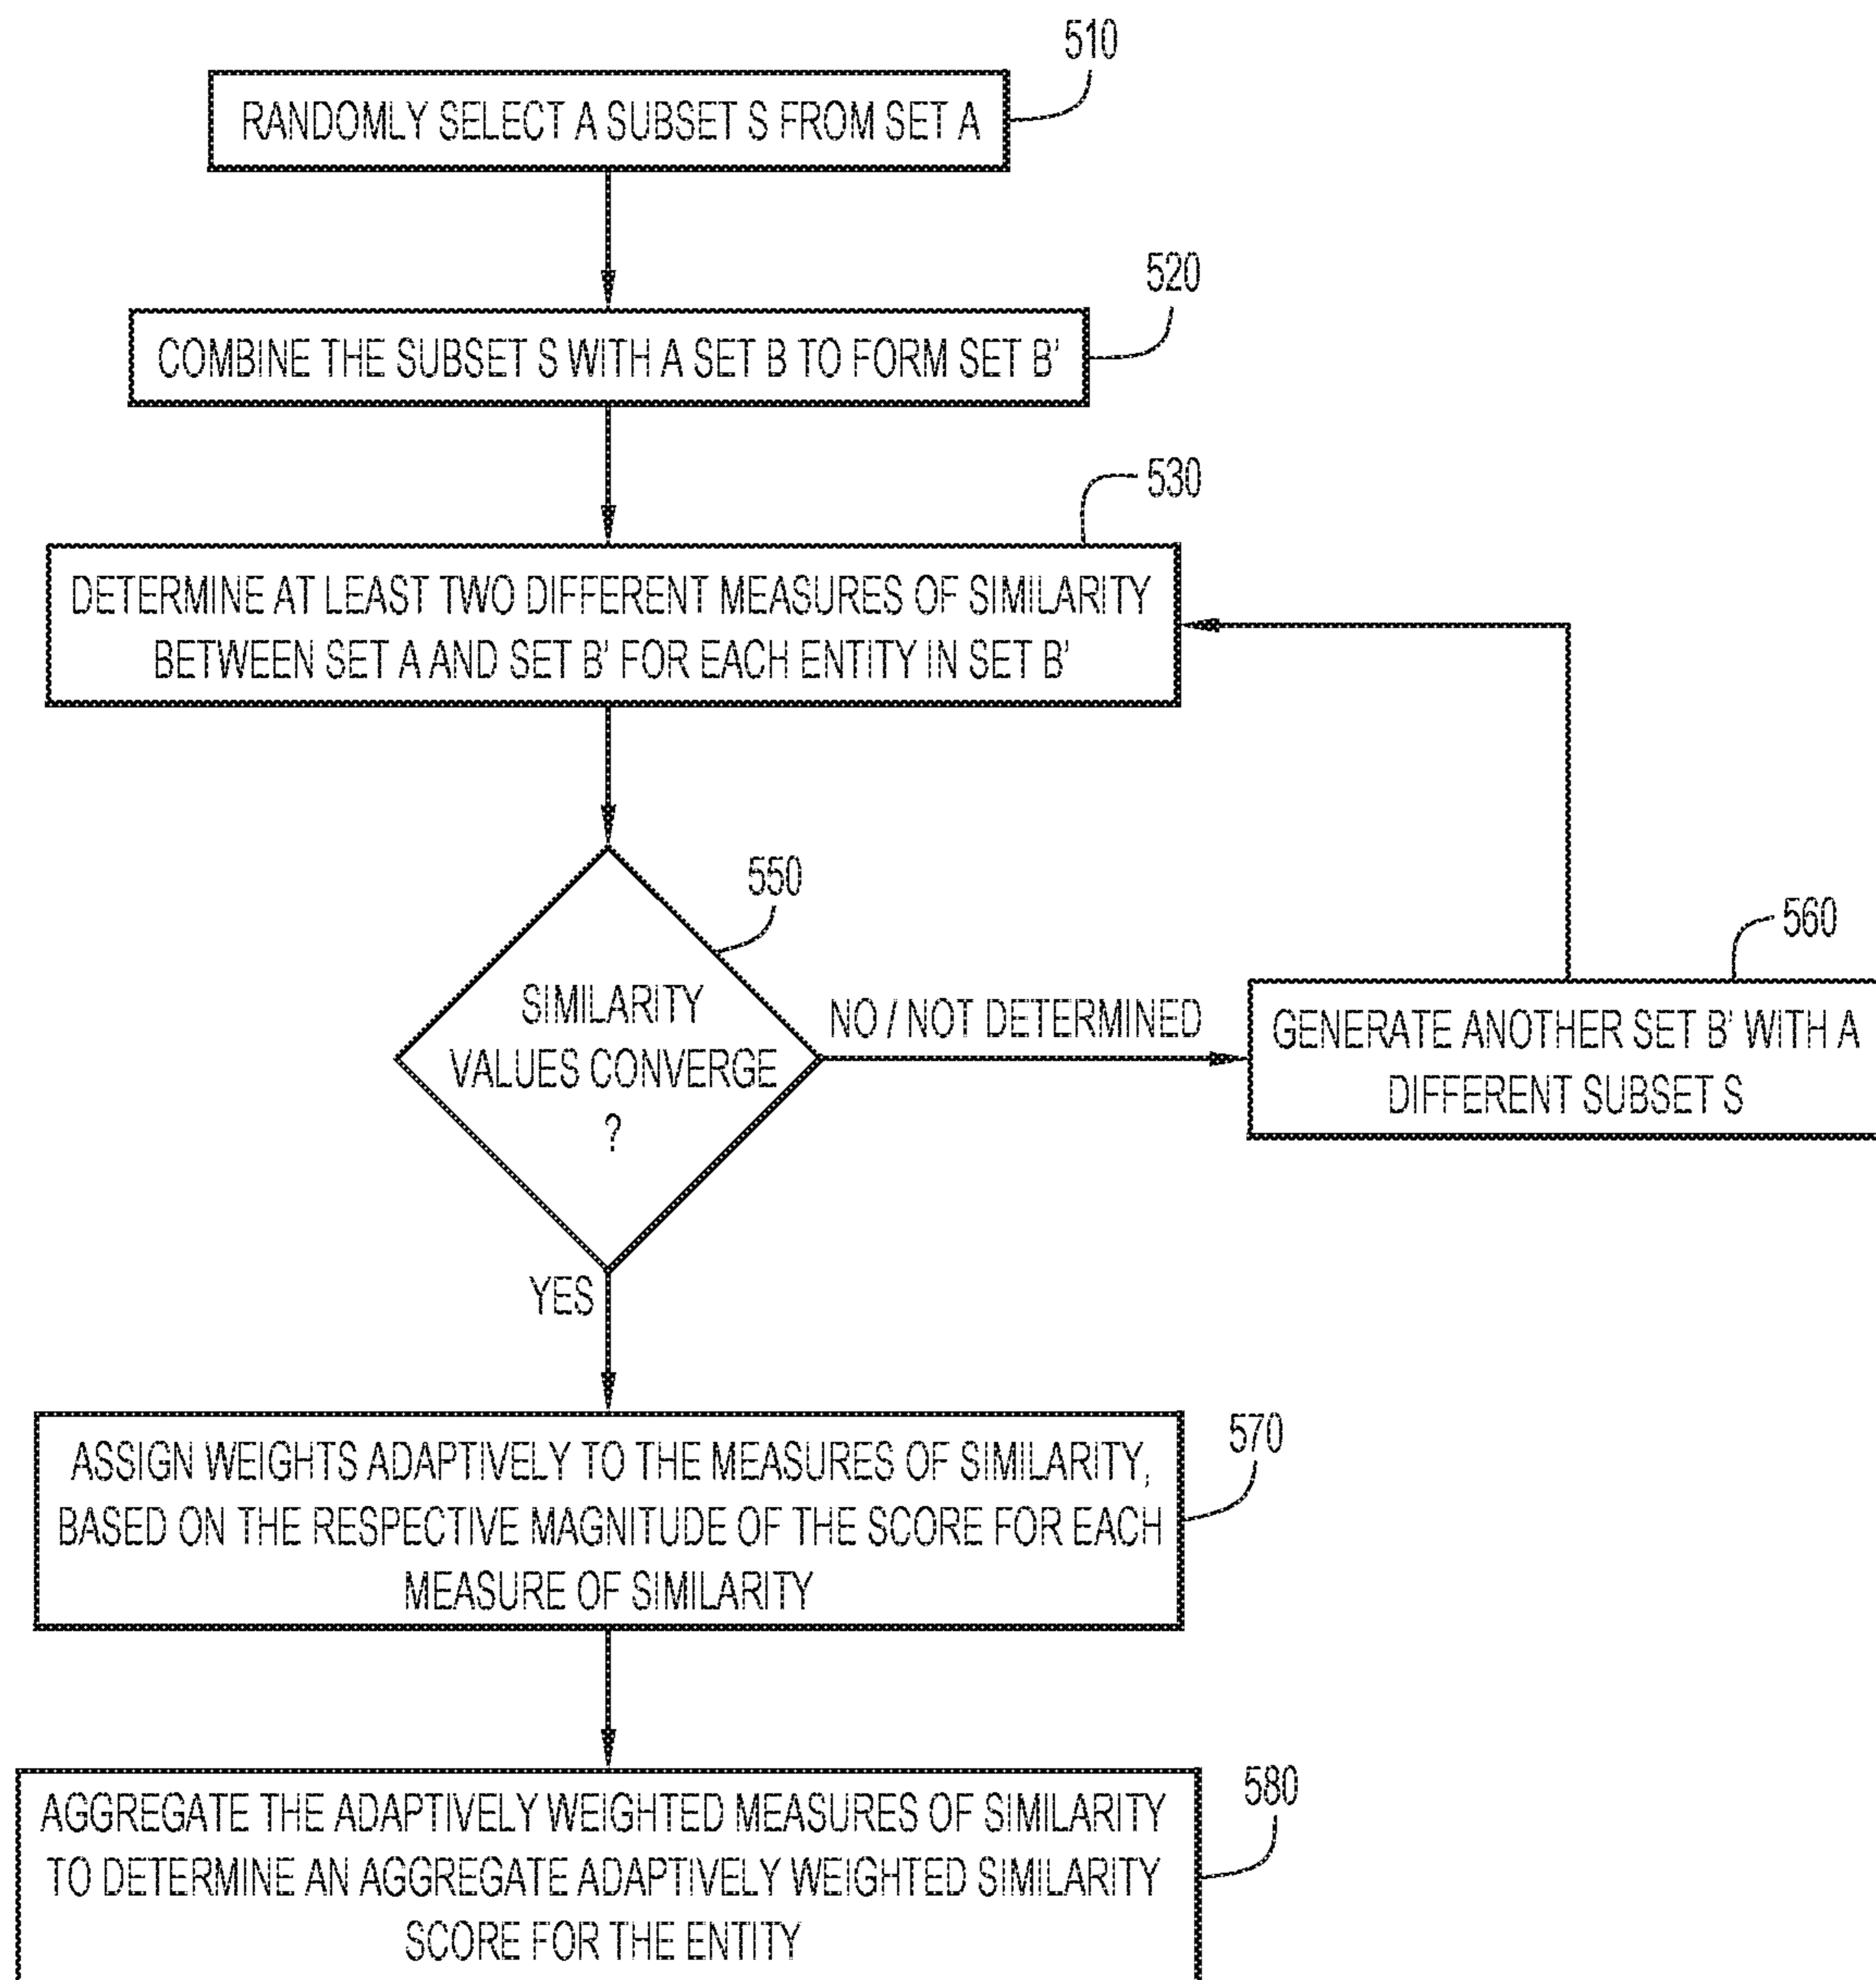 510
RANDOMLY SELECT A SUBSET S FROM SET A
520
COMBINE THE SUBSET S WITH A SET B TO FORM SET B'
530
DETERMINE AT LEAST TWO DIFFERENT MEASURES OF SIMILARITY
BETWEEN SET A AND SET B' FOR EACH ENTITY IN SET B'
550
SIMILARITY
VALUES CONVERGE
?
NO / NOT DETERMINED
560
GENERATE ANOTHER SET B' WITH A
DIFFERENT SUBSET S
YES
570
ASSIGN WEIGHTS ADAPTIVELY TO THE MEASURES OF SIMILARITY,
BASED ON THE RESPECTIVE MAGNITUDE OF THE SCORE FOR EACH
MEASURE OF SIMILARITY
580
AGGREGATE THE ADAPTIVELY WEIGHTED MEASURES OF SIMILARITY
TO DETERMINE AN AGGREGATE ADAPTIVELY WEIGHTED SIMILARITY
SCORE FOR THE ENTITY